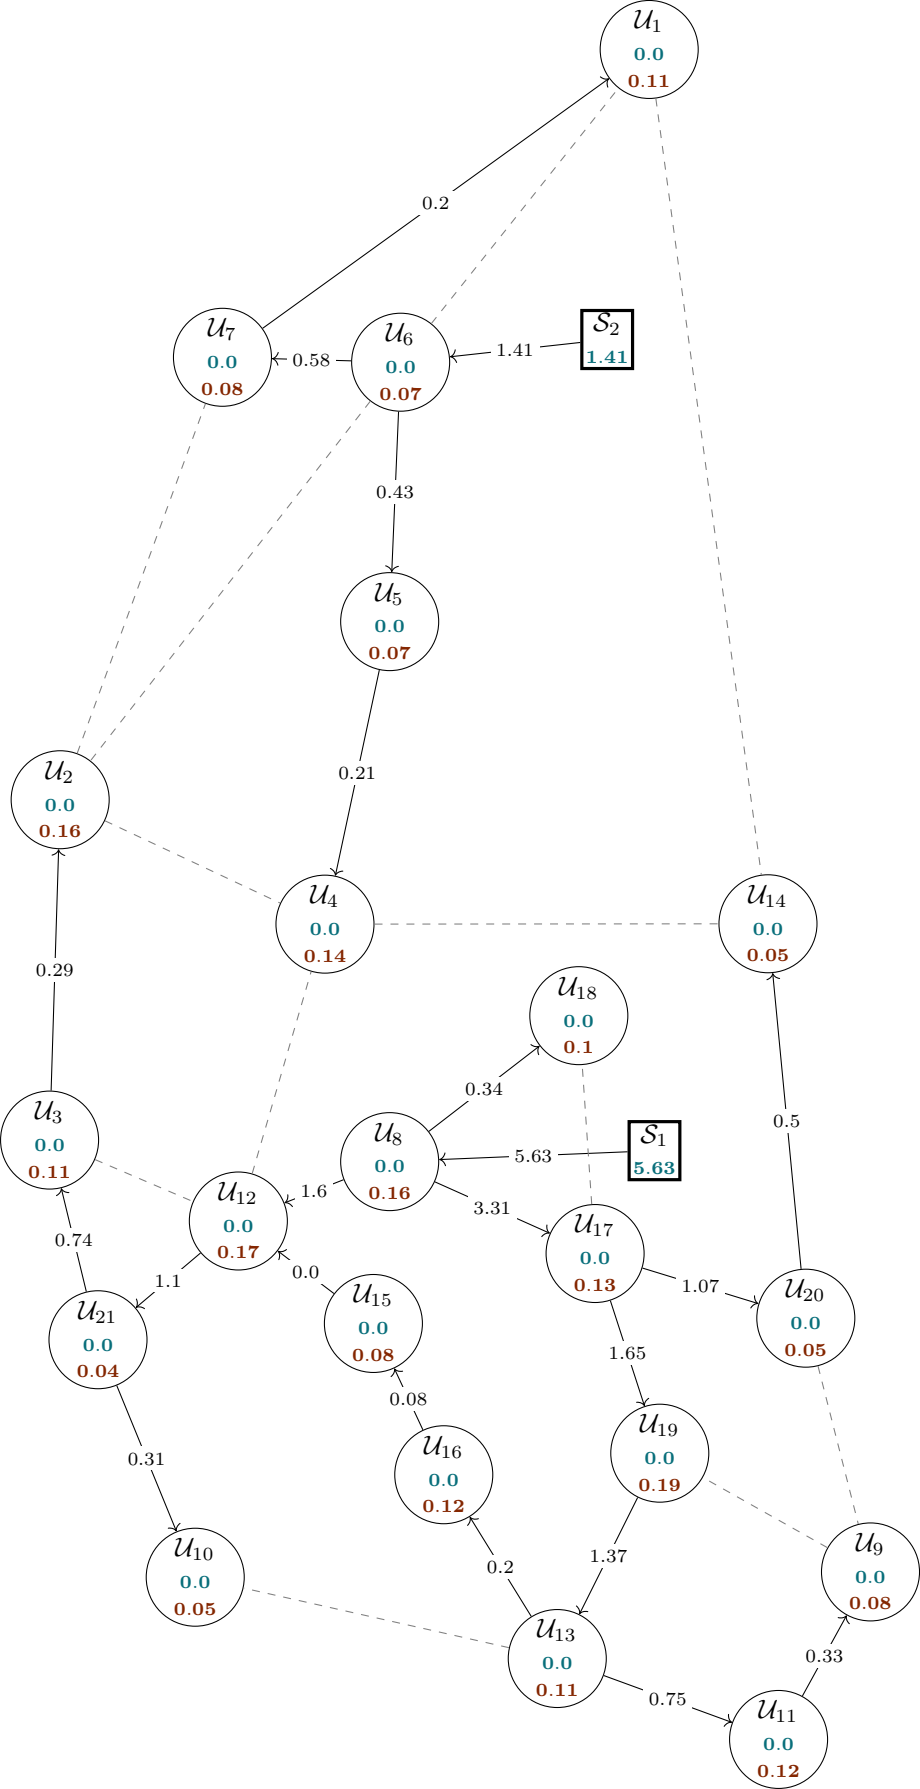 𝒰₁
0.0
0.11
0.2
𝒰₇
0.0
0.08
0.58
𝒰₆
0.0
0.07
1.41
𝒮₂
1.41
0.43
𝒰₅
0.0
0.07
0.21
𝒰₂
0.0
0.16
𝒰₄
0.0
0.14
𝒰₁₄
0.0
0.05
0.29
𝒰₁₈
0.0
0.1
0.34
𝒰₃
0.0
0.11
𝒰₈
0.0
0.16
5.63
𝒮₁
5.63
0.5
1.6
3.31
𝒰₁₂
0.0
0.17
𝒰₁₇
0.0
0.13
0.74
1.1
0.0
1.07
𝒰₂₁
0.0
0.04
𝒰₁₅
0.0
0.08
𝒰₂₀
0.0
0.05
1.65
0.08
0.31
𝒰₁₆
0.0
0.12
𝒰₁₉
0.0
0.19
𝒰₁₀
0.0
0.05
0.2
1.37
𝒰₉
0.0
0.08
𝒰₁₃
0.0
0.11
0.33
0.75
𝒰₁₁
0.0
0.12